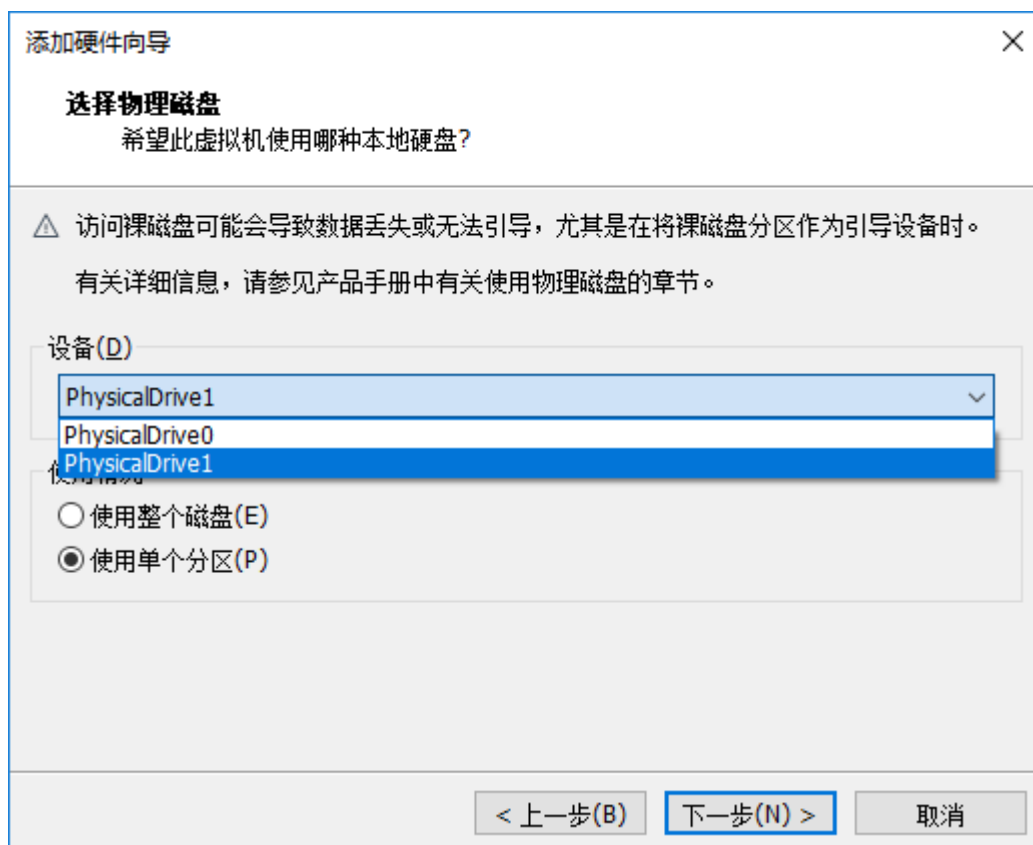 添加硬件向导
选择物理磁盘
希望此虚拟机使用哪种本地硬盘?
访问裸磁盘可能会导致数据丢失或无法引导，尤其是在将裸磁盘分区作为引导设备时。
有关详细信息，请参见产品手册中有关使用物理磁盘的章节。
设备(D)
PhysicalDrive1
PhysicalDrive0
PhysicalDrive1
使用整个磁盘(E)
使用单个分区(P)
< 上一步(B)
下一步(N) >
取消